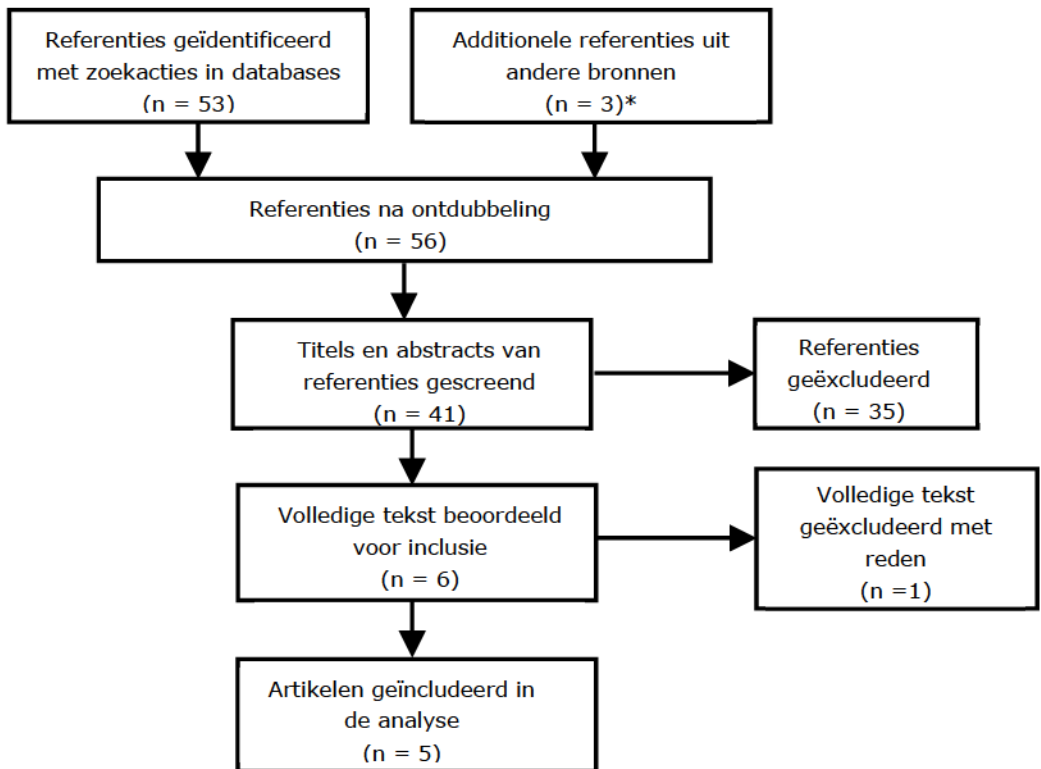 Referenties geïdentificeerd
met zoekacties in databases
(n = 53)
Additionele referenties uit
andere bronnen
(n = 3)*
Referenties na ontdubbeling
(n = 56)
Titels en abstracts van
referenties gescreend
(n = 41)
Referenties
geëxcludeerd
(n = 35)
Volledige tekst beoordeeld
voor inclusie
(n = 6)
Volledige tekst
geëxcludeerd met
reden
(n =1)
Artikelen geïncludeerd in
de analyse
(n = 5)